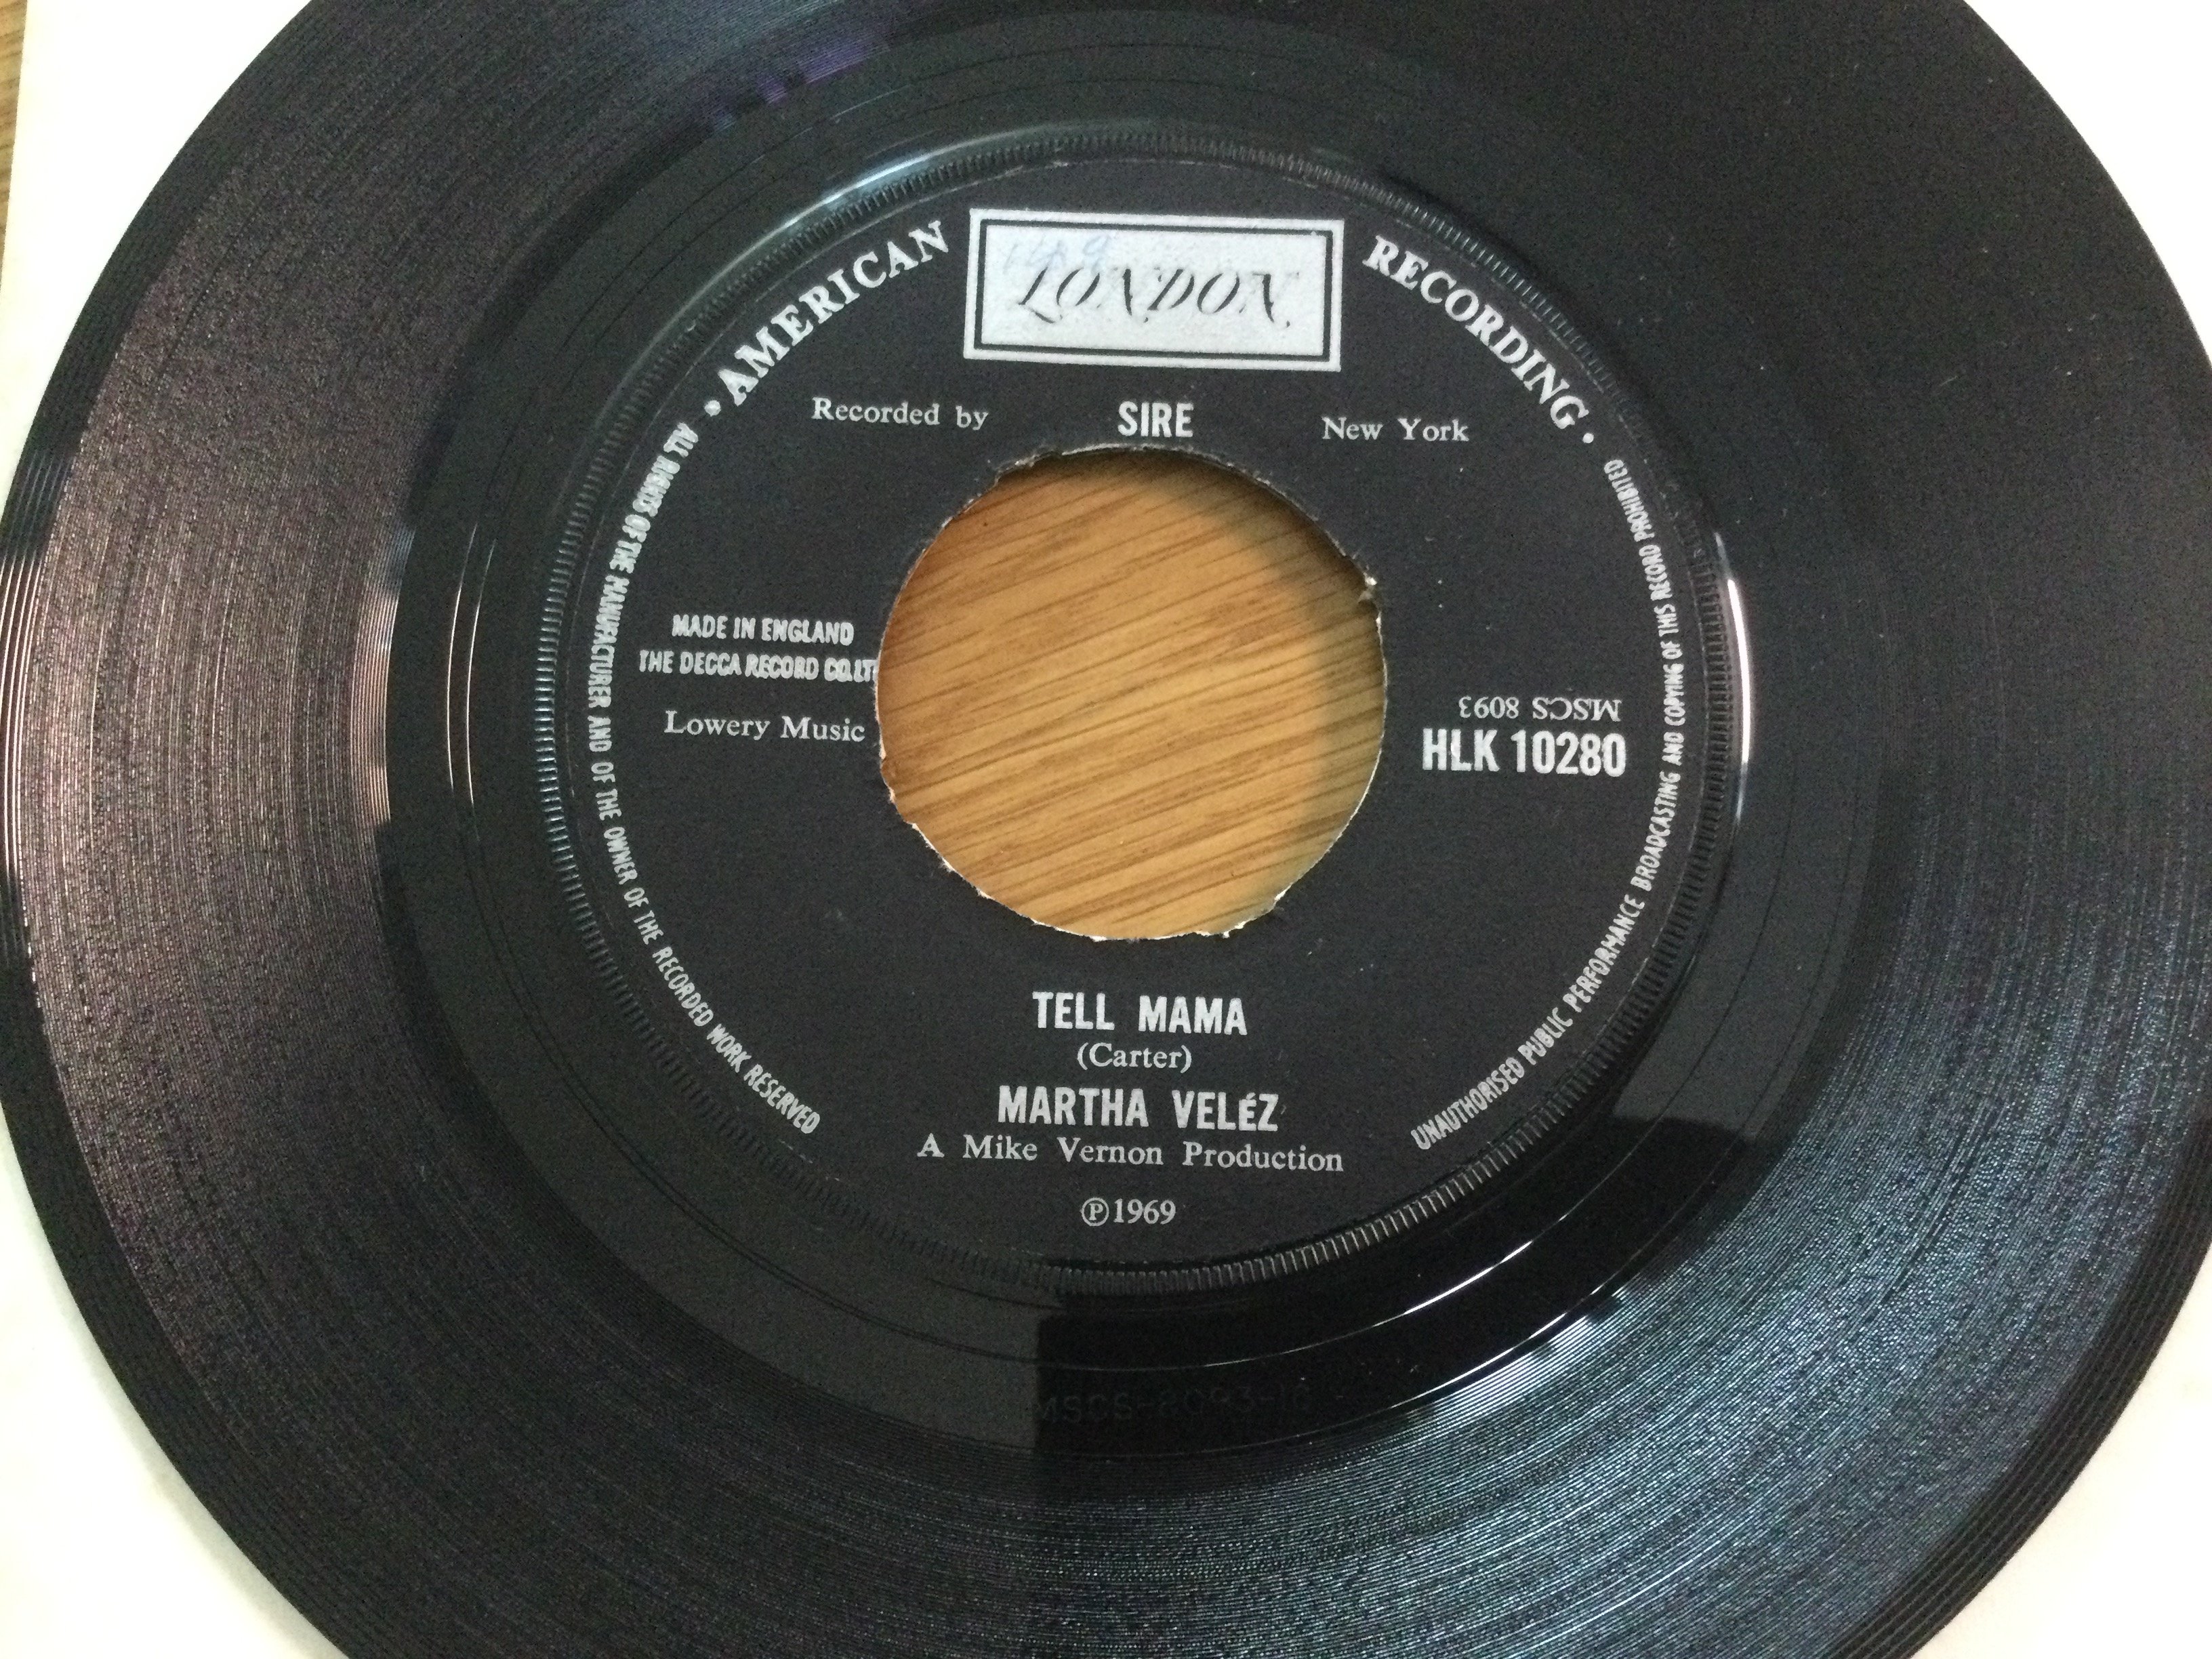 • AMERICAN RECORDING •
LONDON
Recorded by SIRE New York
MADE IN ENGLAND
THE DECCA RECORD CO.LT
Lowery Music
MSCS 8093
HLK 10280
TELL MAMA
(Carter)
MARTHA VELÉZ
A Mike Vernon Production
Ⓟ1969
ALL RIGHTS OF THE MANUFACTURER AND OF THE OWNER OF THE RECORDED WORK RESERVED
UNAUTHORISED PUBLIC PERFORMANCE BROADCASTING AND COPYING OF THIS RECORD PROHIBITED